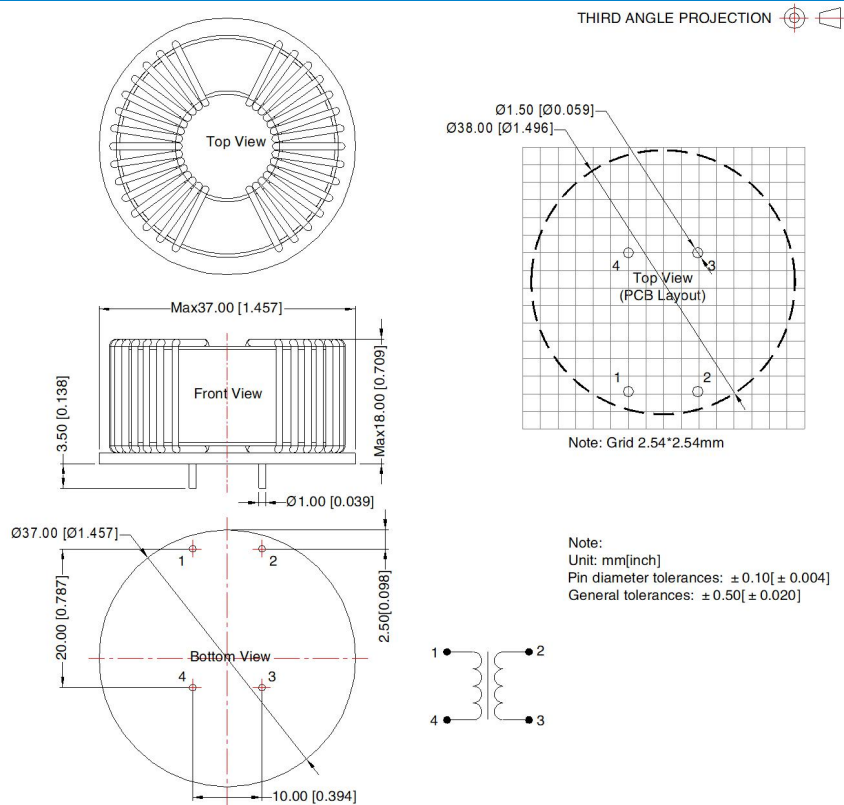 THIRD ANGLE PROJECTION
Top View
Ø1.50 [Ø0.059]
Ø38.00 [Ø1.496]
4
3
Top View
(PCB Layout)
1
2
Note: Grid 2.54*2.54mm
Max37.00 [1.457]
Front View
3.50 [0.138]
Max18.00 [0.709]
Ø1.00 [0.039]
Ø37.00 [Ø1.457]
1
2
2.50[0.098]
20.00 [0.787]
Bottom View
4
3
10.00 [0.394]
Note:
Unit: mm[inch]
Pin diameter tolerances: ±0.10[±0.004]
General tolerances: ±0.50[±0.020]
1
2
4
3